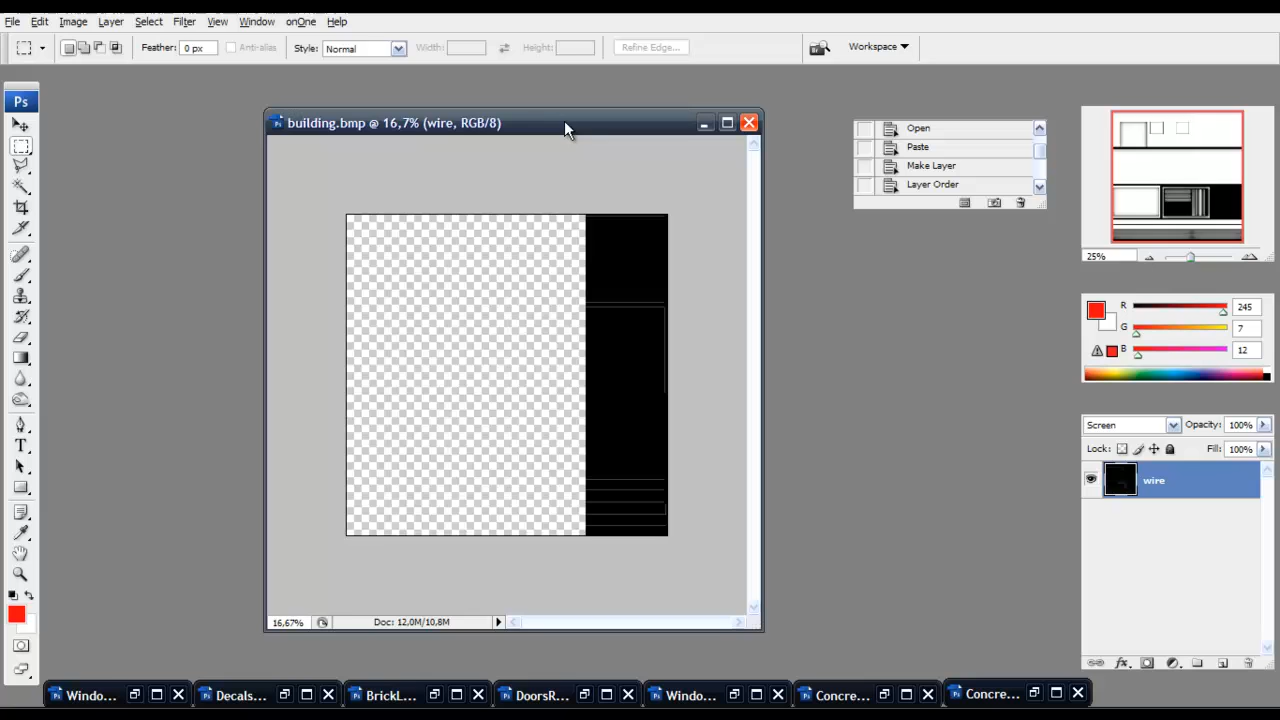 File Edit Image Layer Select Filter View Window onOne Help
Feather: 0 px Anti-alias Style: Normal Width: Height: Refine Edge... Workspace
Ps
building.bmp @ 16,7% (wire, RGB/8)
Open
Paste
Make Layer
Layer Order
25%
R 245
G 7
B 12
Screen Opacity: 100%
Lock: Fill: 100%
wire
T
16,67% Doc: 12,0M/10,8M
Windo... Decals... BrickL... DoorsR... Windo... Concre... Concre...